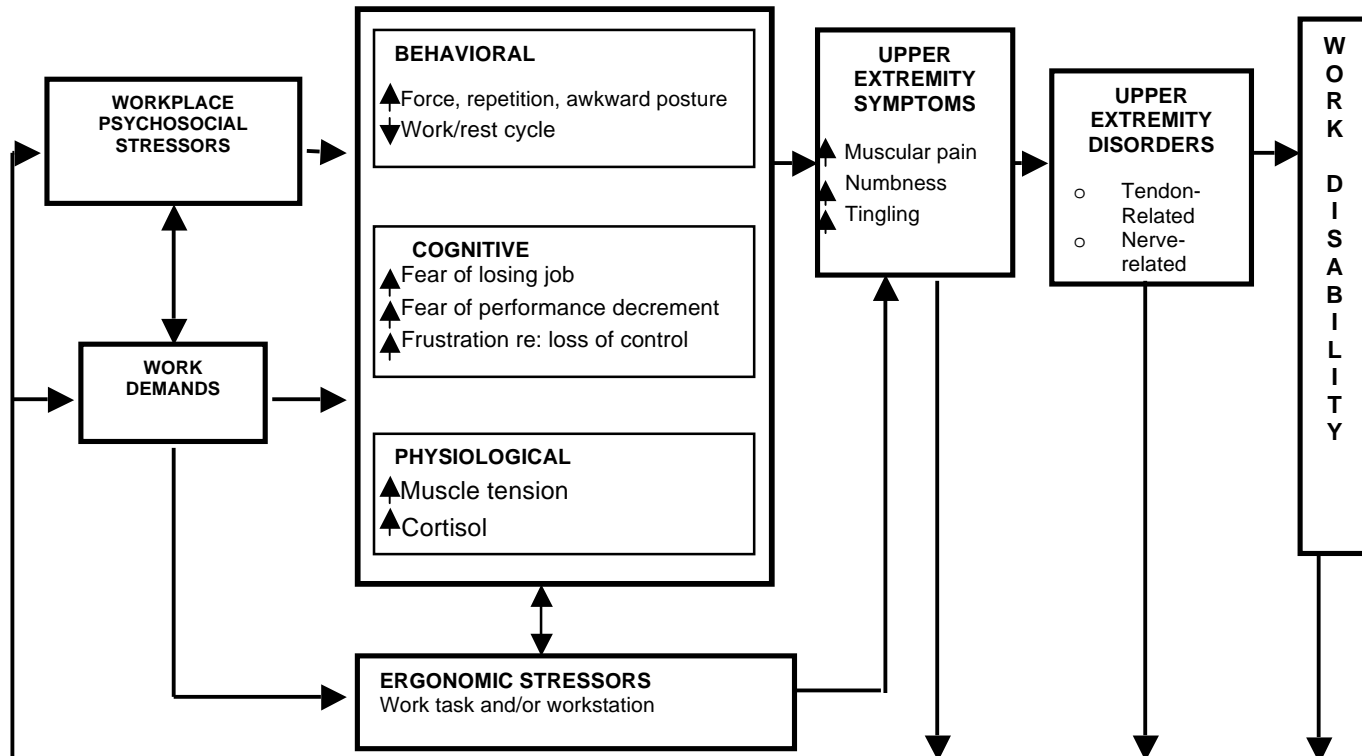 WORKPLACE
PSYCHOSOCIAL
STRESSORS
WORK
DEMANDS
BEHAVIORAL
Force, repetition, awkward posture
Work/rest cycle
COGNITIVE
Fear of losing job
Fear of performance decrement
Frustration re: loss of control
PHYSIOLOGICAL
Muscle tension
Cortisol
ERGONOMIC STRESSORS
Work task and/or workstation
UPPER
EXTREMITY
SYMPTOMS
Muscular pain
Numbness
Tingling
UPPER
EXTREMITY
DISORDERS
o Tendon-
Related
o Nerve-
related
W
O
R
K
D
I
S
A
B
I
L
I
T
Y